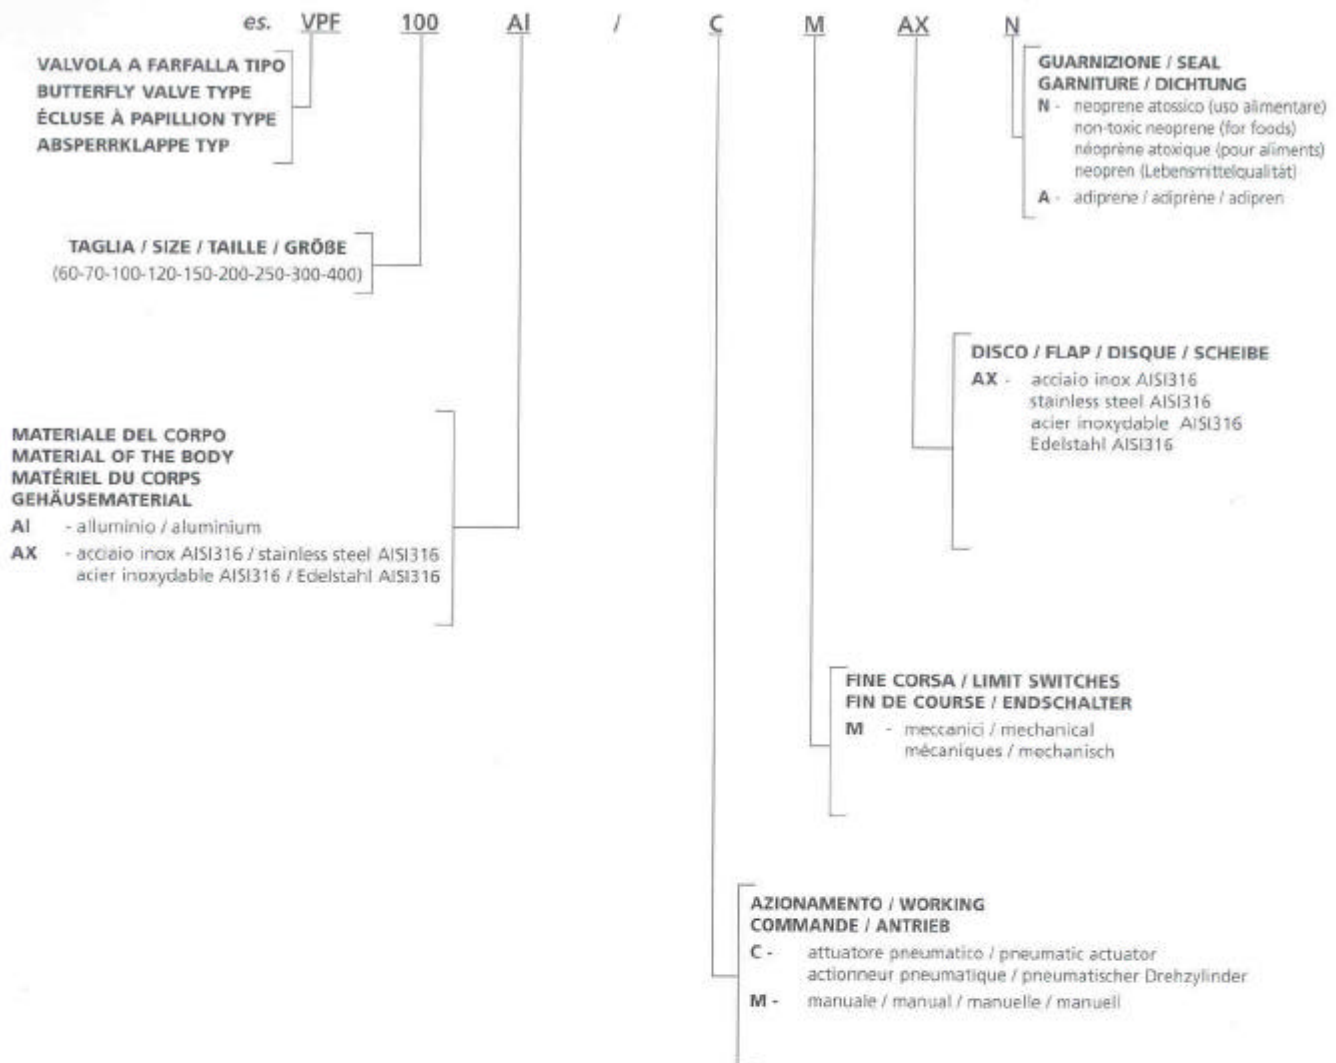 es. VPF 100 Al / C M AX N
VALVOLA A FARFALLA TIPO
BUTTERFLY VALVE TYPE
ÉCLUSE À PAPILLION TYPE
ABSPERRKLAPPE TYP
GUARNIZIONE / SEAL
GARNITURE / DICHTUNG
N - neoprene atossico (uso alimentare)
non-toxic neoprene (for foods)
néoprène atoxique (pour aliments)
neopren (Lebensmittelqualität)
A - adiprene / adiprène / adipren
TAGLIA / SIZE / TAILLE / GRÖßE
(60-70-100-120-150-200-250-300-400)
DISCO / FLAP / DISQUE / SCHEIBE
AX - acciaio inox AISI316
stainless steel AISI316
acier inoxydable AISI316
Edelstahl AISI316
MATERIALE DEL CORPO
MATERIAL OF THE BODY
MATÉRIEL DU CORPS
GEHÄUSEMATERIAL
Al - alluminio / aluminium
AX - acciaio inox AISI316 / stainless steel AISI316
acier inoxydable AISI316 / Edelstahl AISI316
FINE CORSA / LIMIT SWITCHES
FIN DE COURSE / ENDSCHALTER
M - meccanici / mechanical
mécaniques / mechanisch
AZIONAMENTO / WORKING
COMMANDE / ANTRIEB
C - attuatore pneumatico / pneumatic actuator
actionneur pneumatique / pneumatischer Drehzylinder
M - manuale / manual / manuelle / manuell